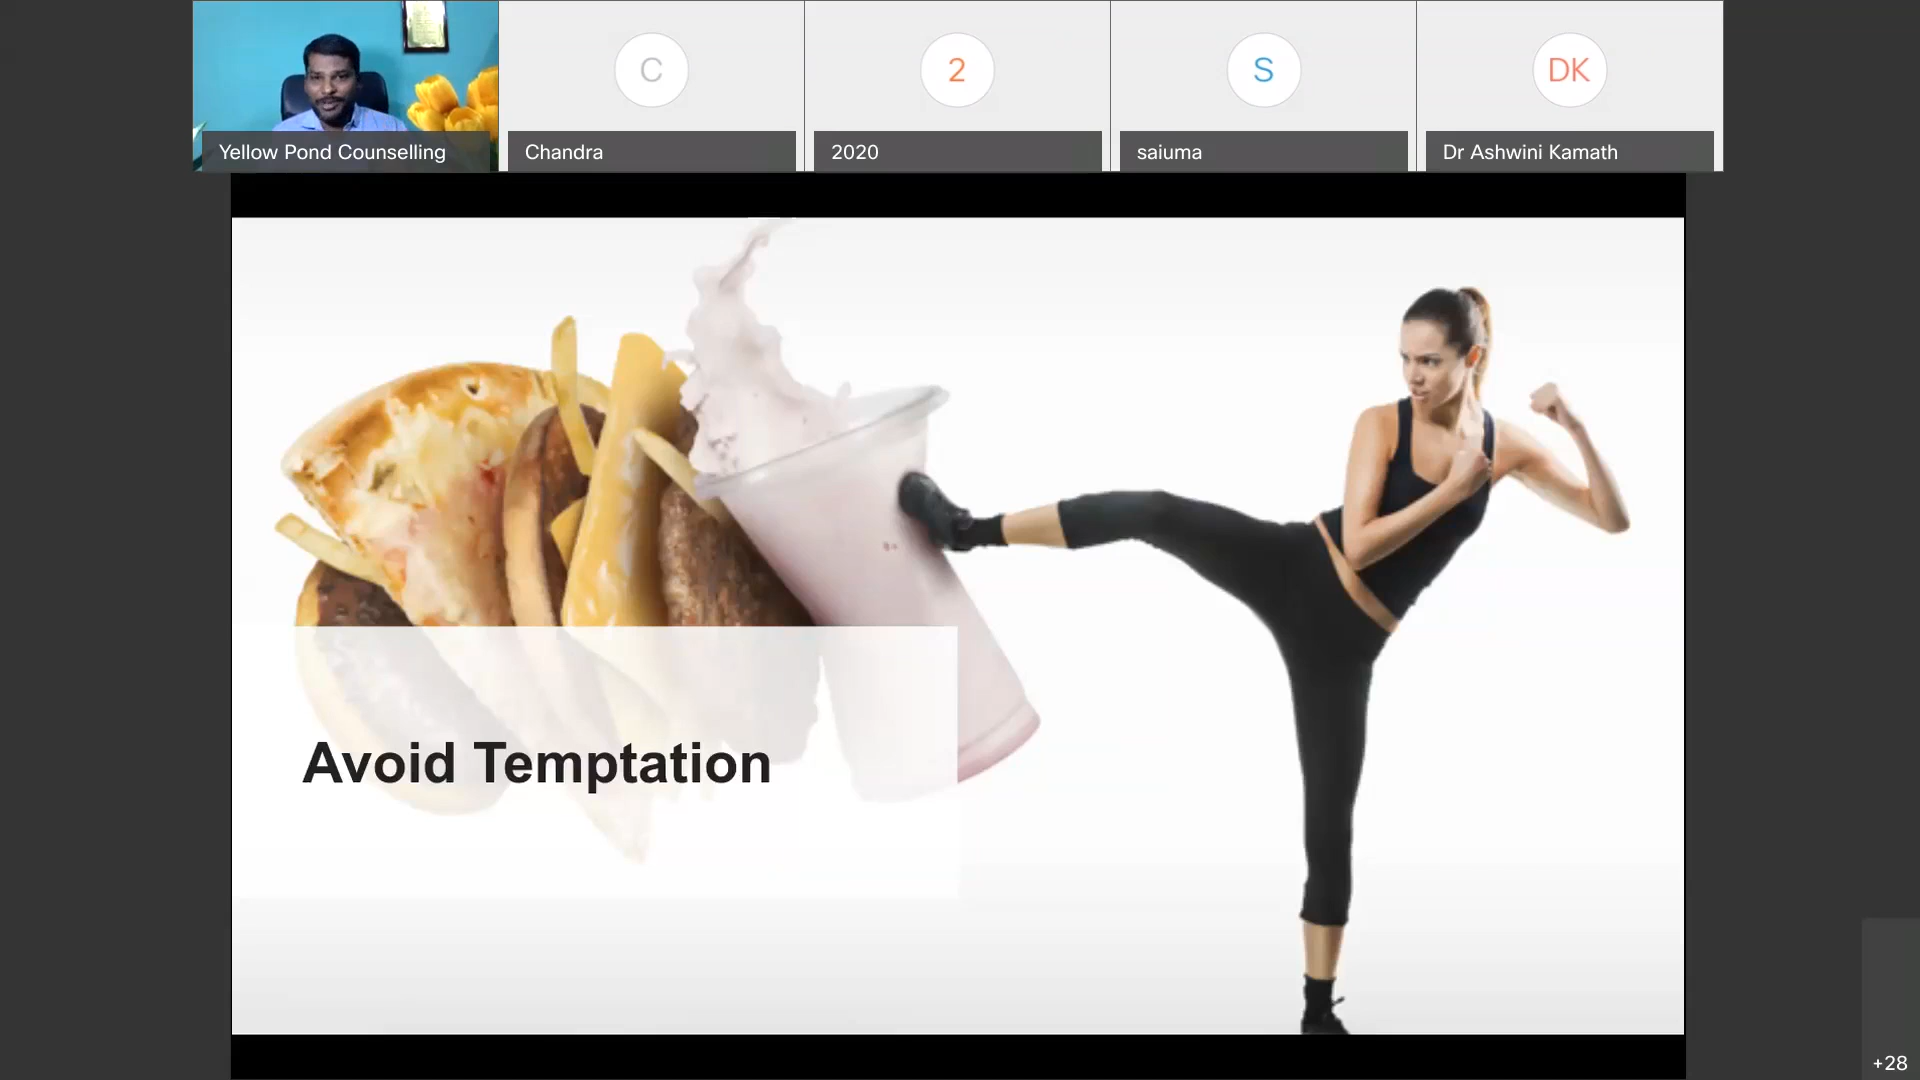 C
2
S
DK
Yellow Pond Counselling
Chandra
2020
saiuma
Dr Ashwini Kamath
Avoid Temptation
+28